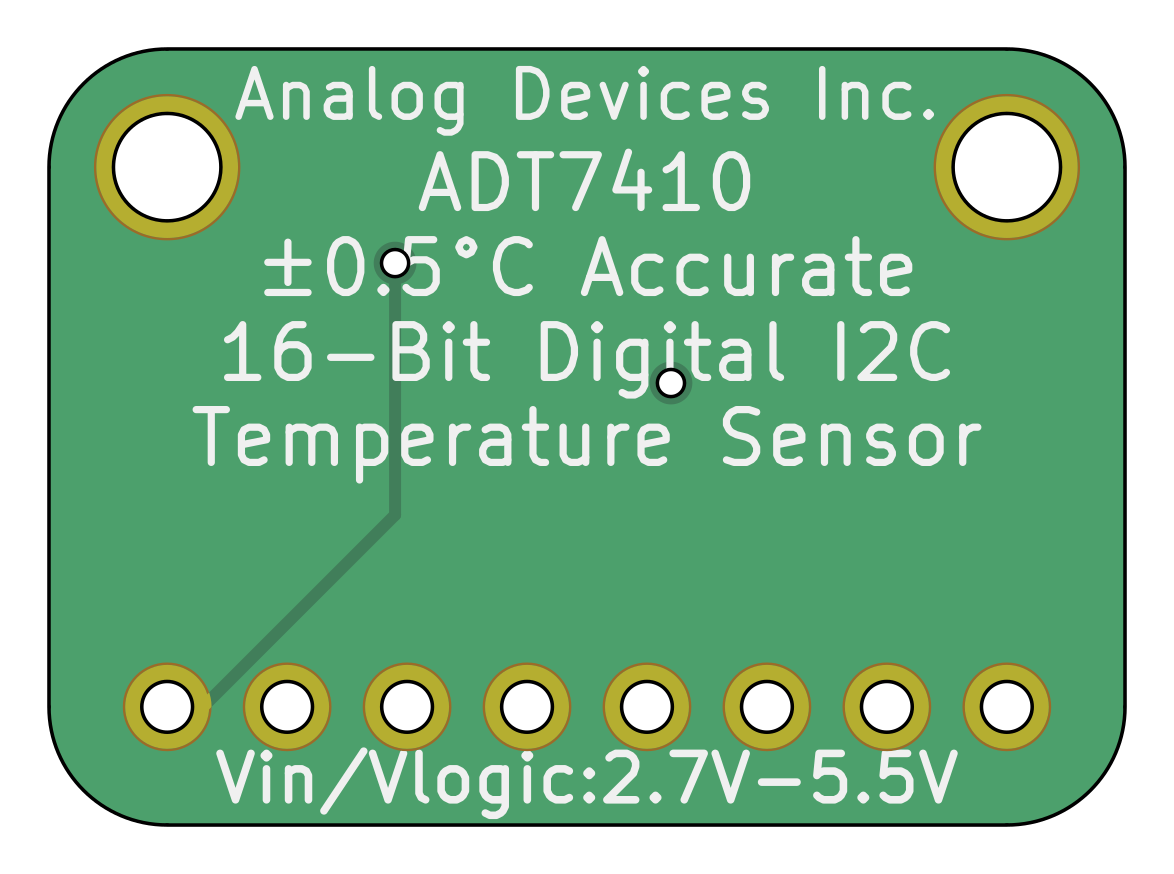 Analog Devices Inc.
ADT7410
±0.5°C Accurate
16-Bit Digital I2C
Temperature Sensor
Vin/Vlogic:2.7V-5.5V